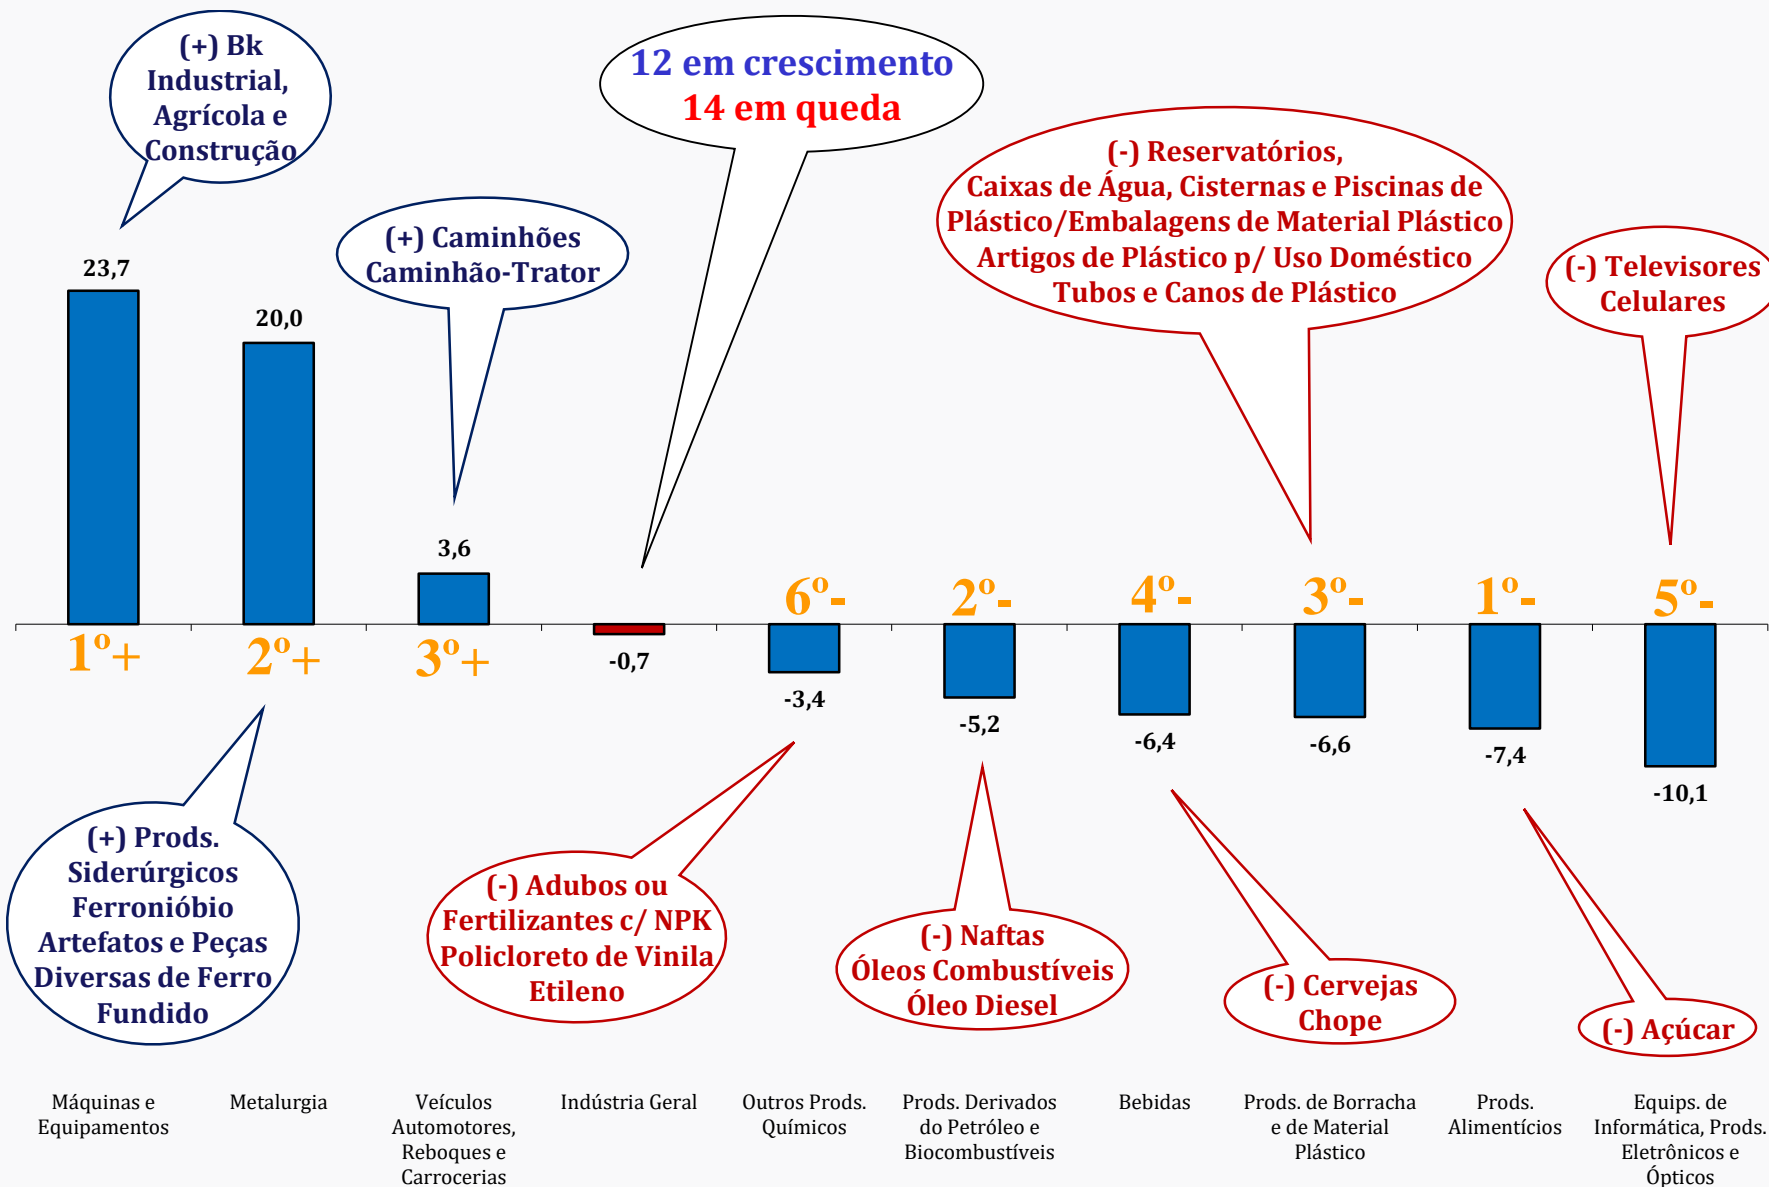 (+) Bk
Industrial,
Agrícola e
Construção
12 em crescimento
14 em queda
(-) Reservatórios,
Caixas de Água, Cisternas e Piscinas de
Plástico/Embalagens de Material Plástico
Artigos de Plástico p/ Uso Doméstico
Tubos e Canos de Plástico
(+) Caminhões
Caminhão-Trator
(-) Televisores
Celulares
23,7
20,0
3,6
-0,7
-3,4
-5,2
-6,4
-6,6
-7,4
-10,1
1º+
2º+
3º+
6º-
2º-
4º-
3º-
1º-
5º-
(+) Prods.
Siderúrgicos
Ferronióbio
Artefatos e Peças
Diversas de Ferro
Fundido
(-) Adubos ou
Fertilizantes c/ NPK
Policloreto de Vinila
Etileno
(-) Naftas
Óleos Combustíveis
Óleo Diesel
(-) Cervejas
Chope
(-) Açúcar
Máquinas e
Equipamentos
Metalurgia
Veículos
Automotores,
Reboques e
Carrocerias
Indústria Geral
Outros Prods.
Químicos
Prods. Derivados
do Petróleo e
Biocombustíveis
Bebidas
Prods. de Borracha
e de Material
Plástico
Prods.
Alimentícios
Equips. de
Informática, Prods.
Eletrônicos e
Ópticos